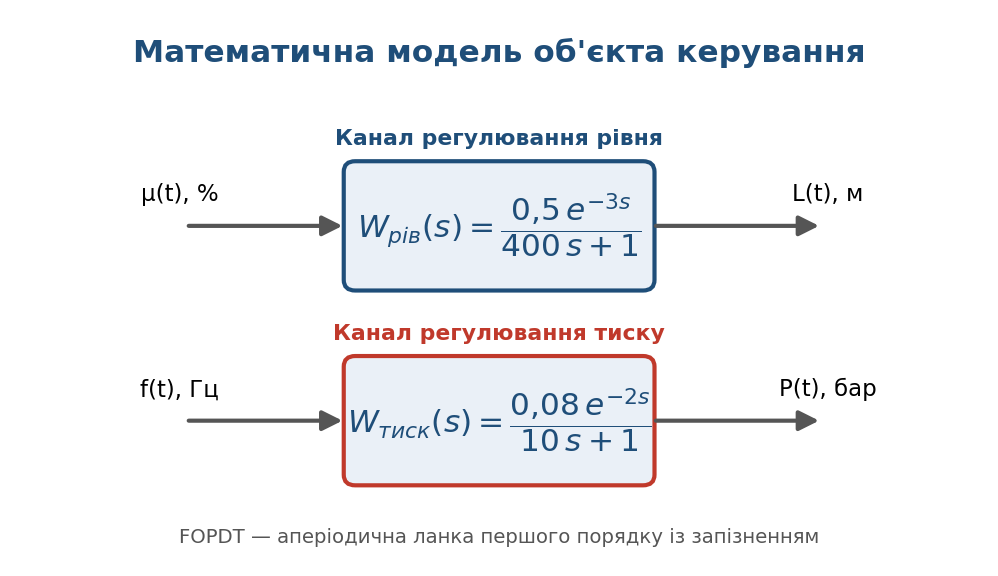 Математична модель об'єкта керування
Канал регулювання рівня
μ(t), %
W_рів(s) = 0,5 e^{−3s} / 400 s + 1
L(t), м
Канал регулювання тиску
f(t), Гц
W_тиск(s) = 0,08 e^{−2s} / 10 s + 1
P(t), бар
FOPDT — аперіодична ланка першого порядку із запізненням